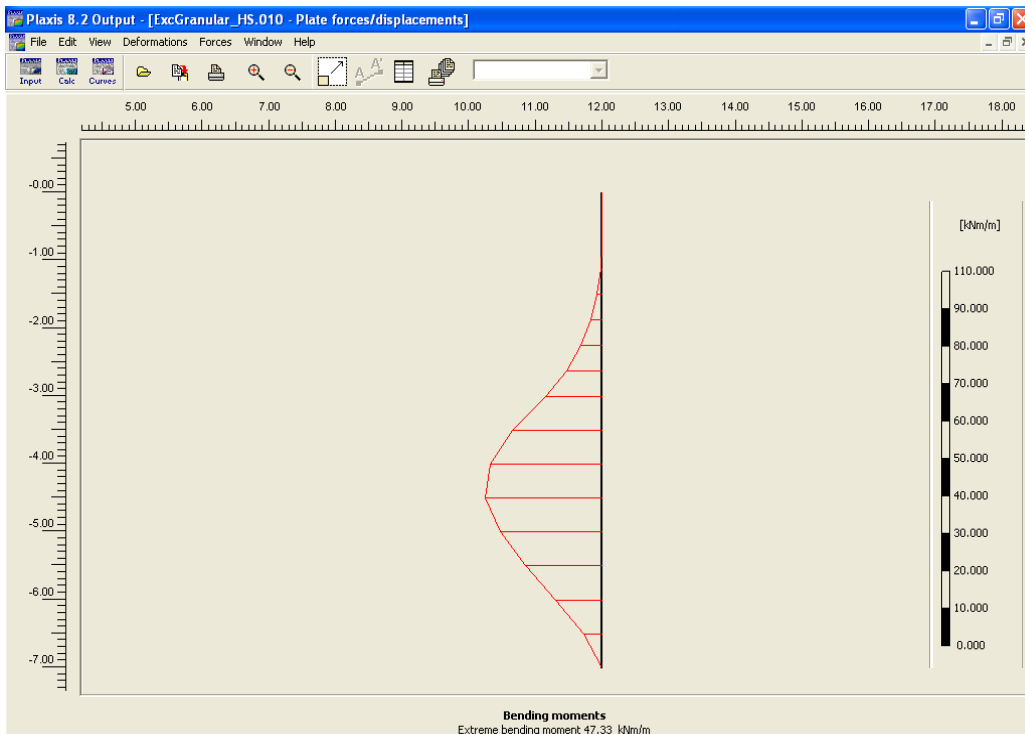 Plaxis 8.2 Output - [ExcGranular_HS.010 - Plate forces/displacements]
File Edit View Deformations Forces Window Help
Input Calc Curves
5.00 6.00 7.00 8.00 9.00 10.00 11.00 12.00 13.00 14.00 15.00 16.00 17.00 18.00
-0.00
-1.00
-2.00
-3.00
-4.00
-5.00
-6.00
-7.00
[kNm/m]
110.000
90.000
80.000
70.000
60.000
50.000
40.000
30.000
20.000
10.000
0.000
Bending moments
Extreme bending moment 47.33 kNm/m